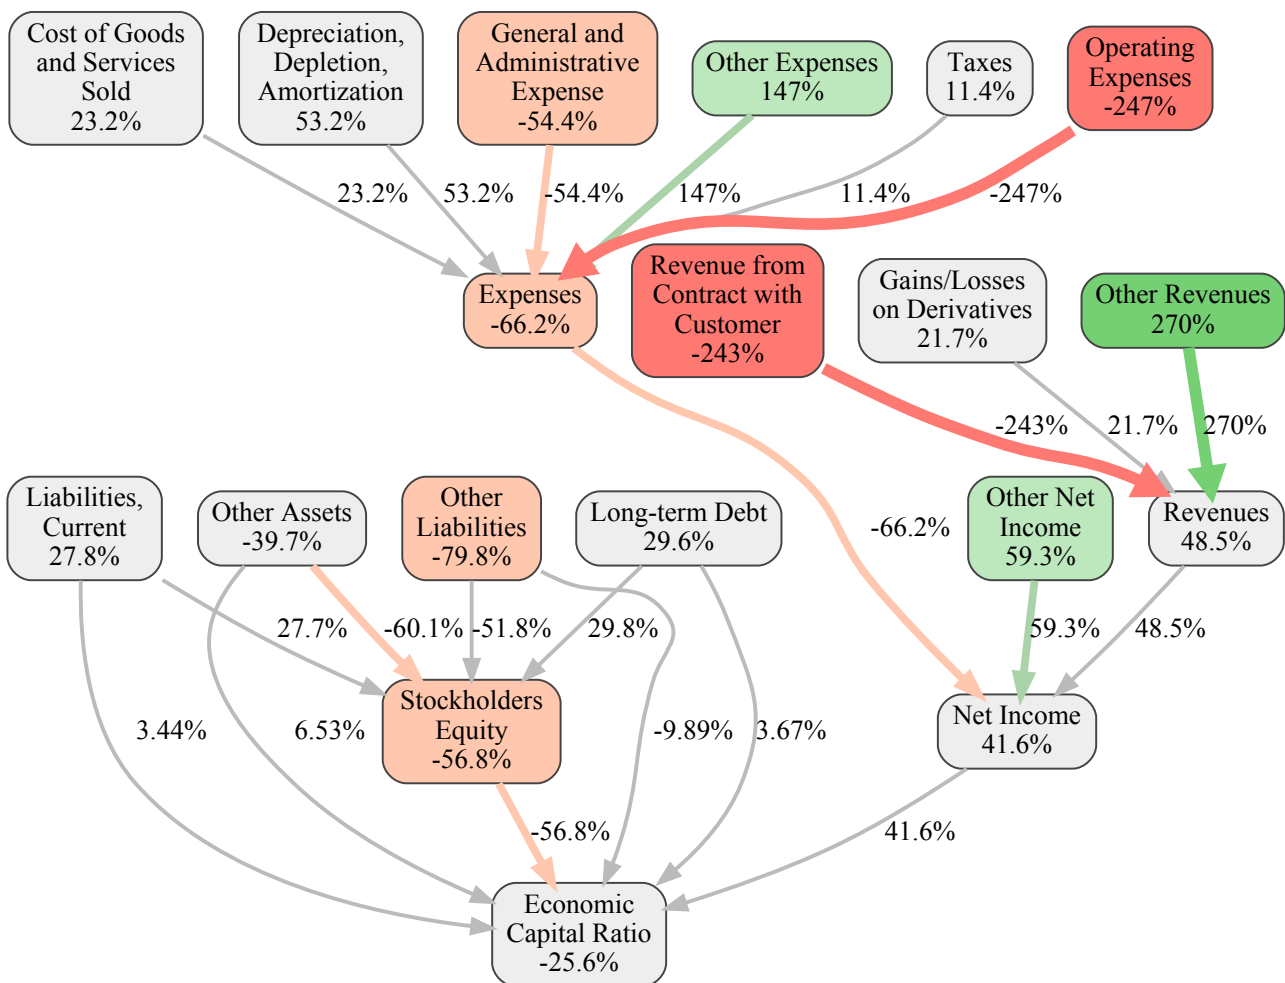 Cost of Goods
and Services
Sold
23.2%
Depreciation,
Depletion,
Amortization
53.2%
General and
Administrative
Expense
-54.4%
Other Expenses
147%
Taxes
11.4%
Operating
Expenses
-247%
23.2%
53.2%
-54.4%
147%
11.4%
-247%
Expenses
-66.2%
Revenue from
Contract with
Customer
-243%
Gains/Losses
on Derivatives
21.7%
Other Revenues
270%
-243%
21.7%
270%
Liabilities,
Current
27.8%
Other Assets
-39.7%
Other
Liabilities
-79.8%
Long-term Debt
29.6%
-66.2%
Other Net
Income
59.3%
Revenues
48.5%
27.7%
-60.1%
-51.8%
29.8%
59.3%
48.5%
Stockholders
Equity
-56.8%
Net Income
41.6%
3.44%
6.53%
-9.89%
3.67%
-56.8%
41.6%
Economic
Capital Ratio
-25.6%